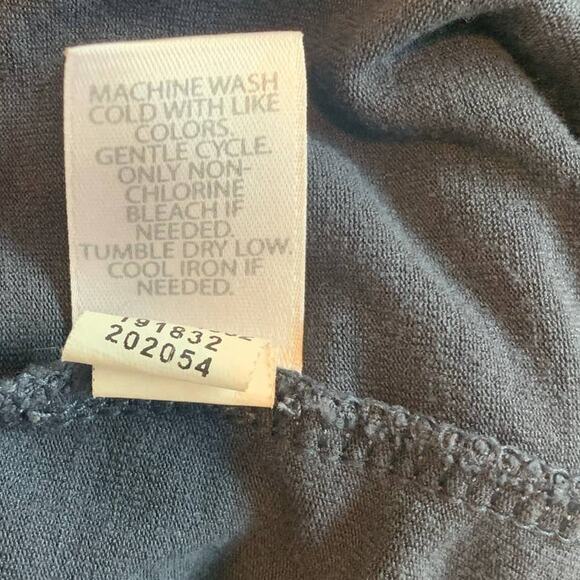 MACHINE WASH
COLD WITH LIKE
COLORS.
GENTLE CYCLE.
ONLY NON-
CHLORINE
BLEACH IF
NEEDED.
TUMBLE DRY LOW.
COOL IRON IF
NEEDED.
191832
202054